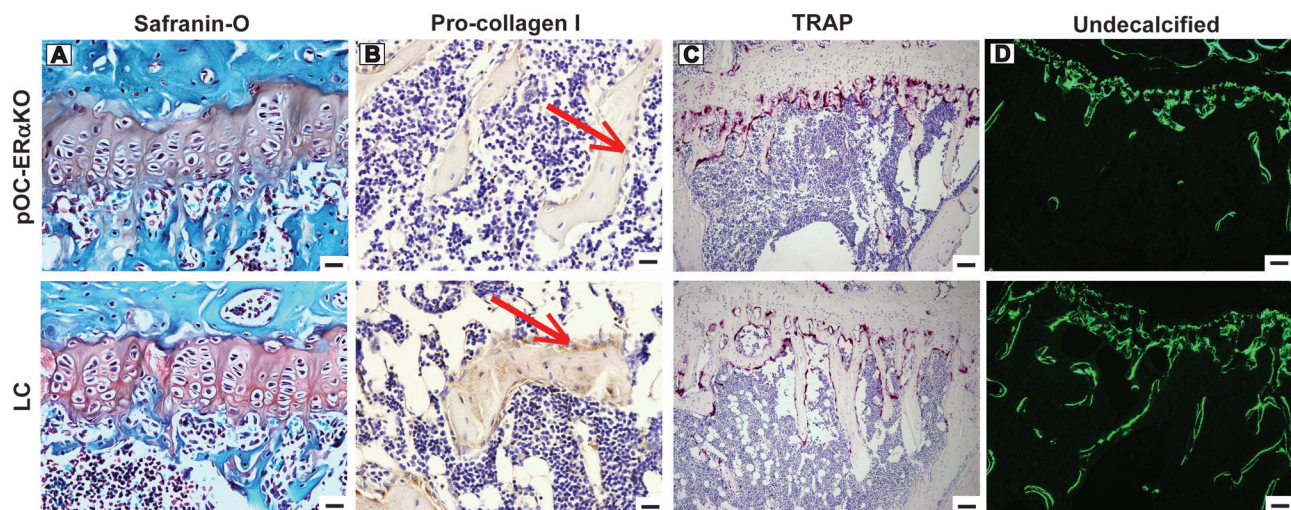 Safranin-O
Pro-collagen I
TRAP
Undecalcified
pOC-ERαKO
A
B
C
D
LC